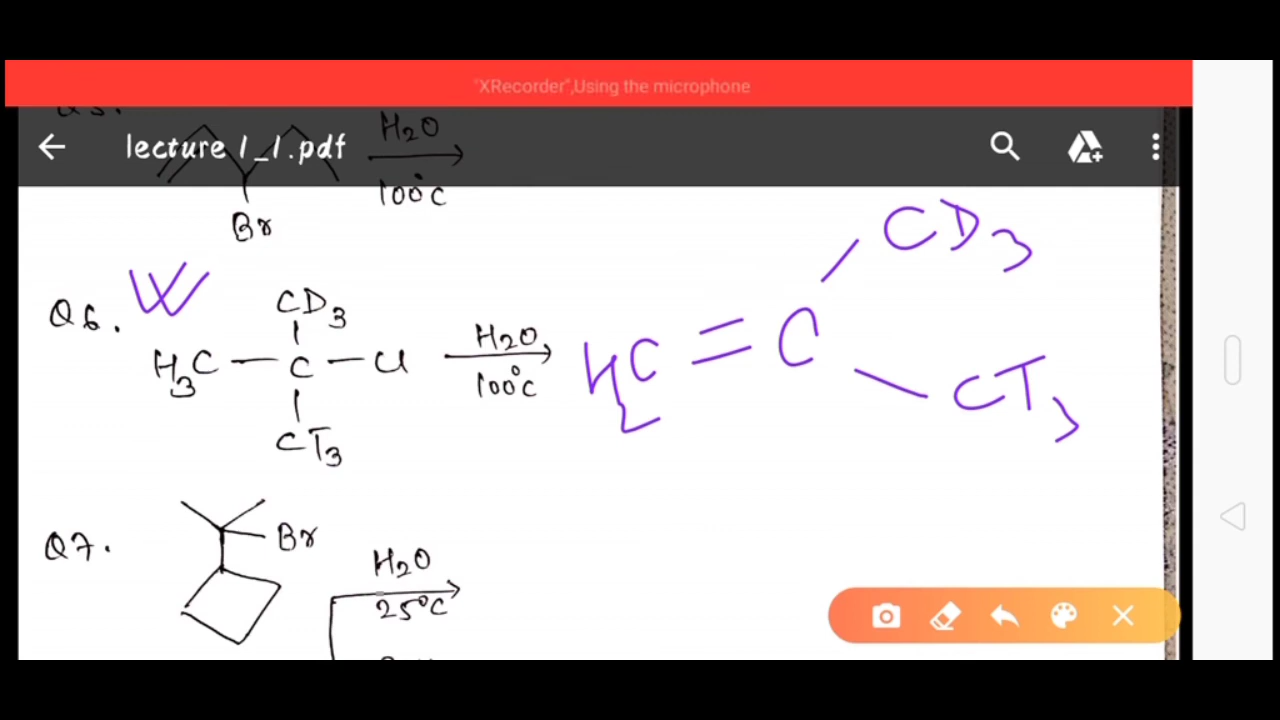 "XRecorder",Using the microphone
lecture 1_1.pdf
H2O
100°C
Br
Q6.
CD3
H3C — C — Cl
CT3
H2O
100°C
H2C = C
CD3
CT3
Q7.
Br
H2O
25°C